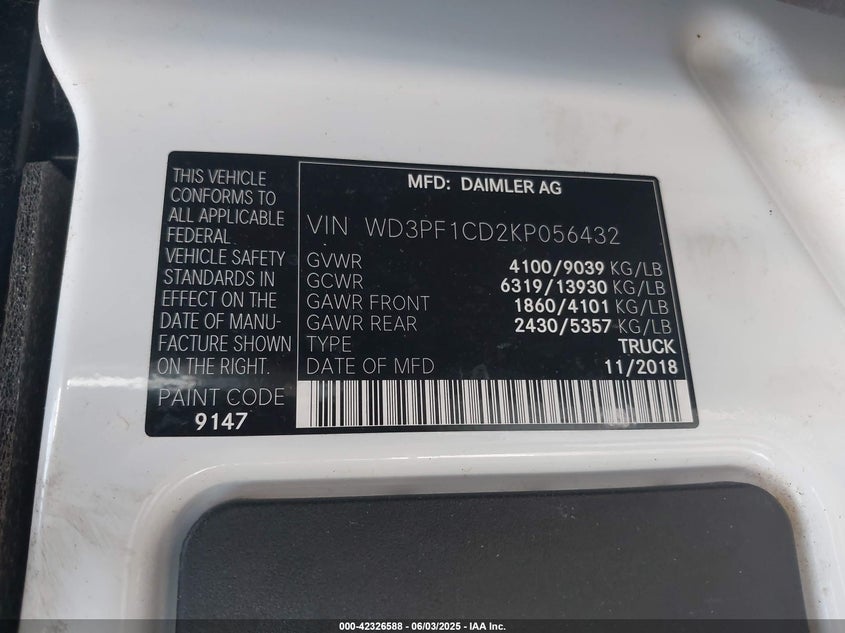 THIS VEHICLE
CONFORMS TO
ALL APPLICABLE
FEDERAL
VEHICLE SAFETY
STANDARDS IN
EFFECT ON THE
DATE OF MANU-
FACTURE SHOWN
ON THE RIGHT.
PAINT CODE
9147
MFD: DAIMLER AG
VIN WD3PF1CD2KP056432
GVWR 4100/9039 KG/LB
GCWR 6319/13930 KG/LB
GAWR FRONT 1860/4101 KG/LB
GAWR REAR 2430/5357 KG/LB
TYPE TRUCK
DATE OF MFD 11/2018
000-42326588 - 06/03/2025 - IAA Inc.